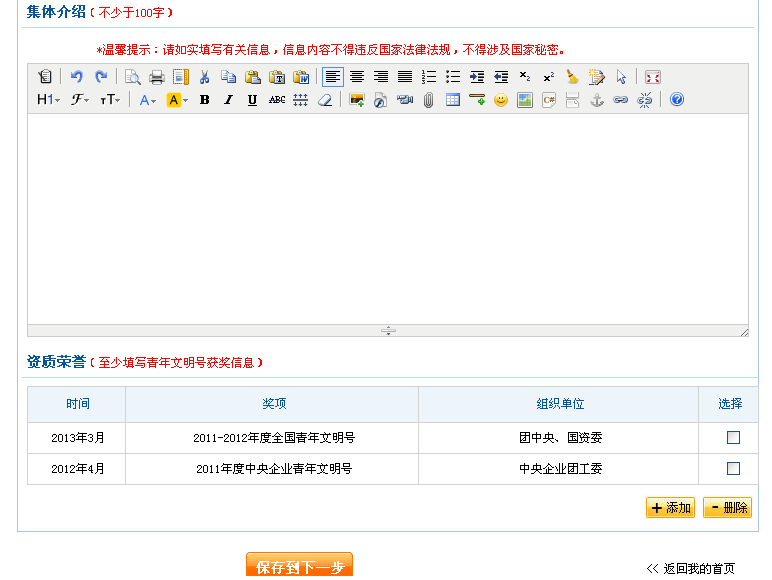 集体介绍（不少于100字）
*温馨提示：请如实填写有关信息，信息内容不得违反国家法律法规，不得涉及国家秘密。
H1 F TT A A B I U ABC
资质荣誉（至少填写青年文明号获奖信息）
时间 奖项 组织单位 选择
2013年3月 2011-2012年度全国青年文明号 团中央、国资委
2012年4月 2011年度中央企业青年文明号 中央企业团工委
+ 添加 - 删除
保存到下一步 << 返回我的首页